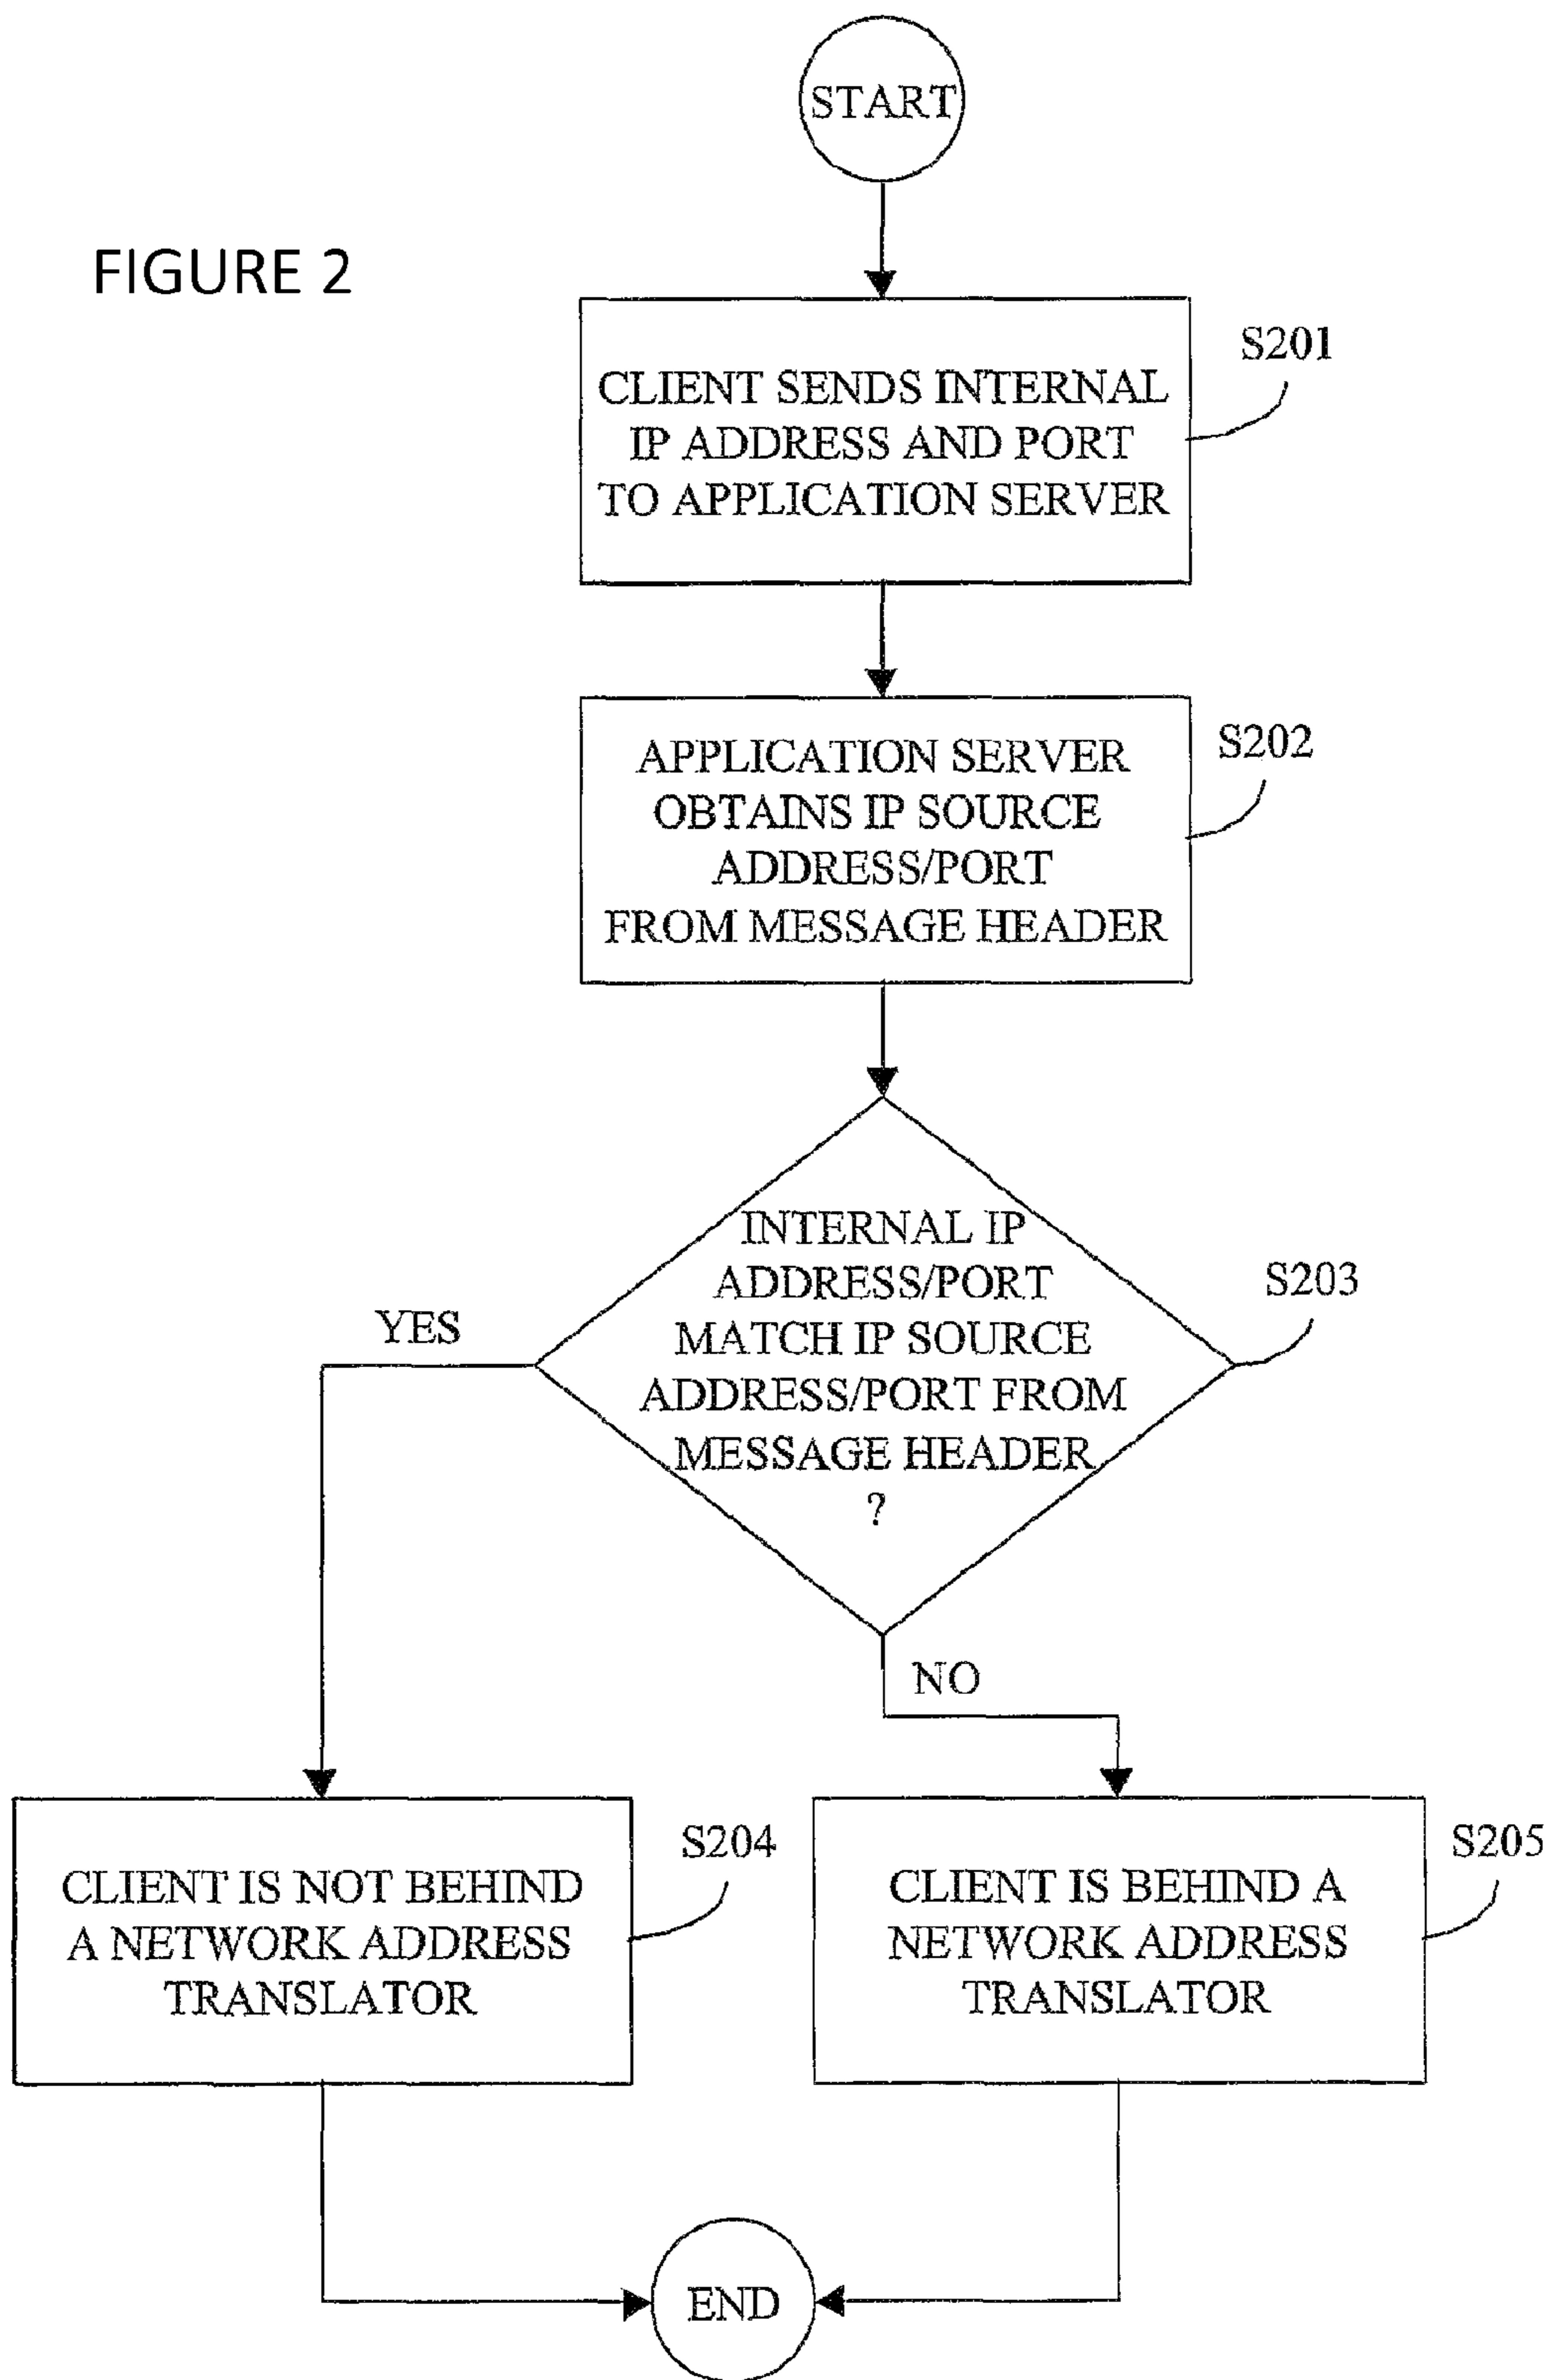 START
FIGURE 2
S201
CLIENT SENDS INTERNAL
IP ADDRESS AND PORT
TO APPLICATION SERVER
S202
APPLICATION SERVER
OBTAINS IP SOURCE
ADDRESS/PORT
FROM MESSAGE HEADER
INTERNAL IP
ADDRESS/PORT
MATCH IP SOURCE
ADDRESS/PORT FROM
MESSAGE HEADER
?
S203
YES
NO
S204
CLIENT IS NOT BEHIND
A NETWORK ADDRESS
TRANSLATOR
S205
CLIENT IS BEHIND A
NETWORK ADDRESS
TRANSLATOR
END